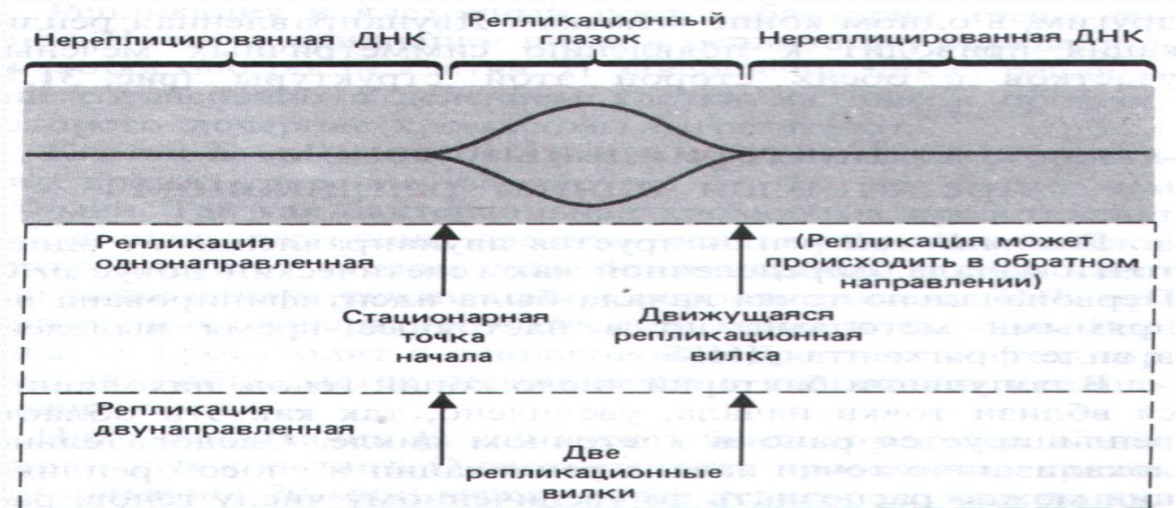 Нереплицированная ДНК
Репликационный
глазок
Нереплицированная ДНК
Репликация
однонаправленная
(Репликация может
происходить в обратном
направлении)
Стационарная
точка
начала
Движущаяся
репликационная
вилка
Репликация
двунаправленная
Две
репликационные
вилки